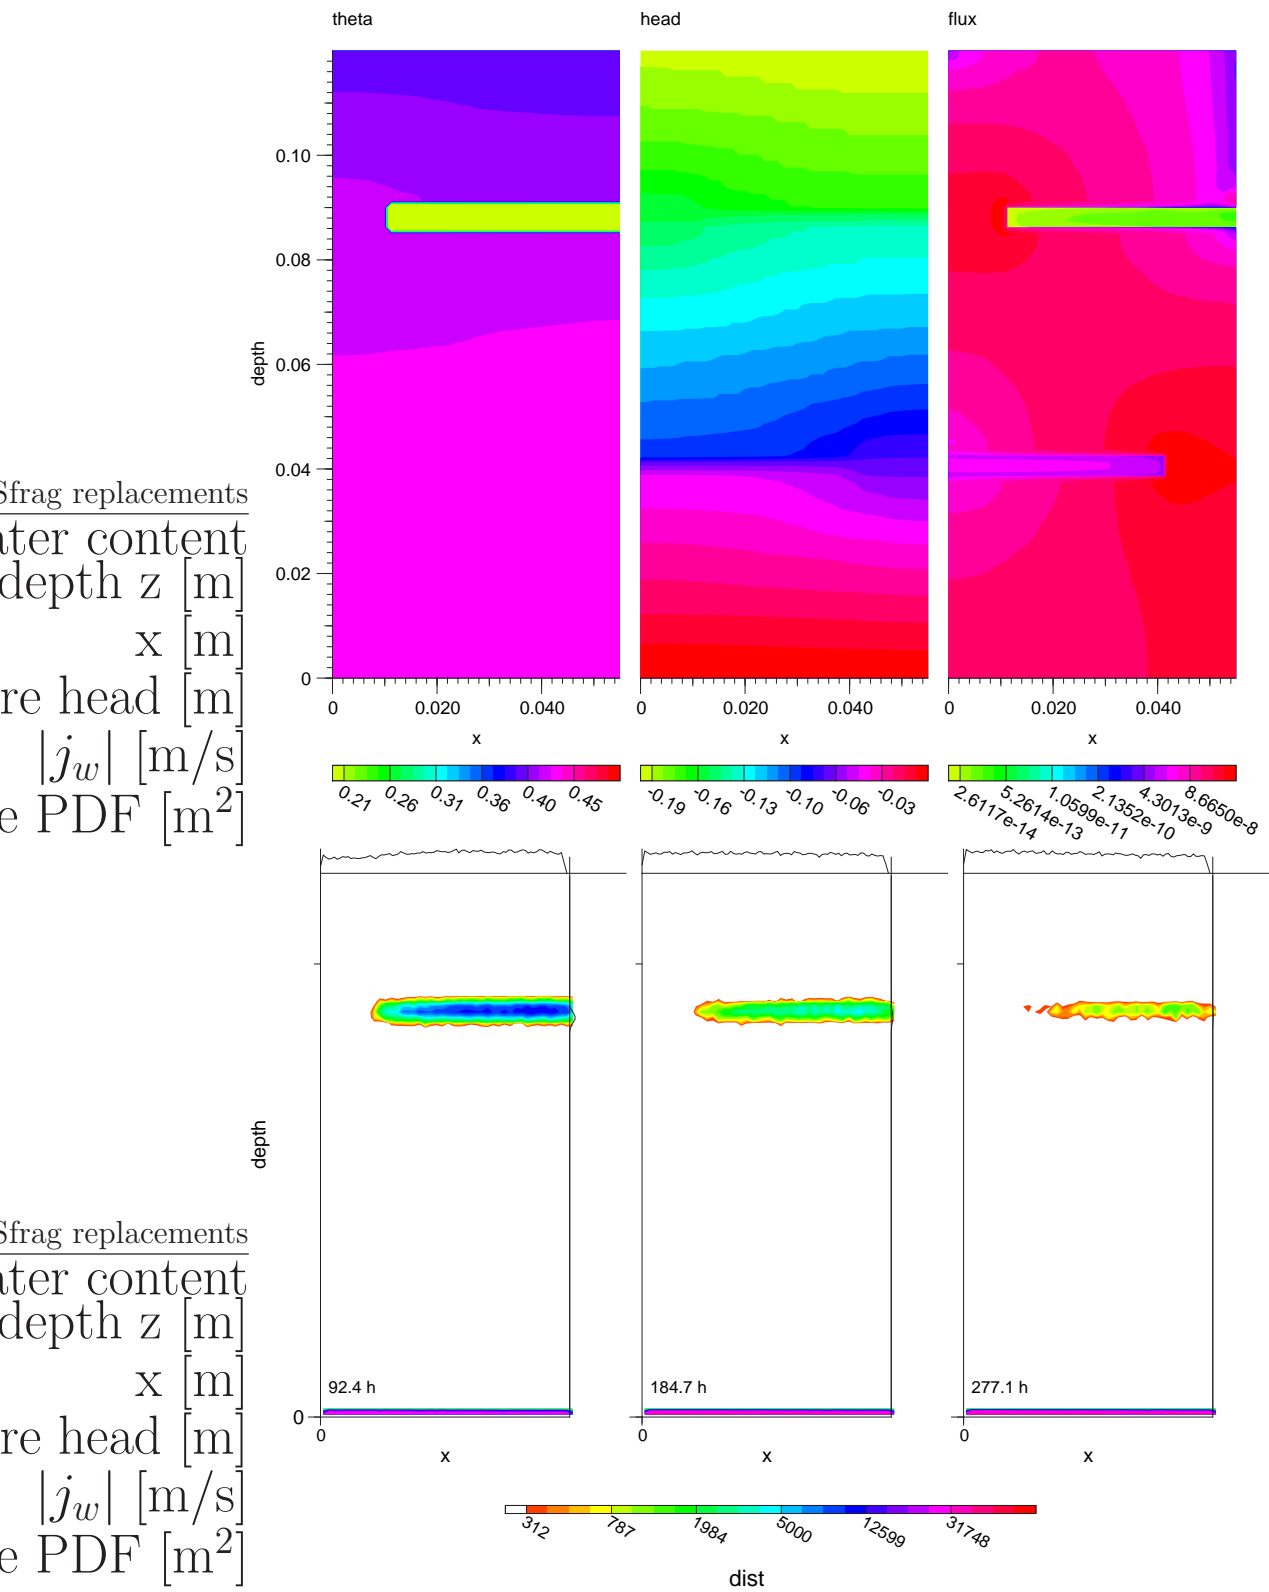 theta head flux
0.10
0.08
0.06
0.04
0.02
0
depth
0 0.020 0.040 0 0.020 0.040 0 0.020 0.040
x x x
0.21 0.26 0.31 0.36 0.40 0.45
-0.19 -0.16 -0.13 -0.10 -0.06 -0.03
2.6117e-14 5.2614e-13 1.0599e-11 2.1352e-10 4.3013e-9 8.6650e-8
Sfrag replacements
ater content
depth z [m]
x [m]
re head [m]
|j_w| [m/s]
e PDF [m²]
depth
92.4 h 184.7 h 277.1 h
0
0 0 0
x x x
Sfrag replacements
ater content
depth z [m]
x [m]
re head [m]
|j_w| [m/s]
e PDF [m²]
312 787 1984 5000 12599 31748
dist